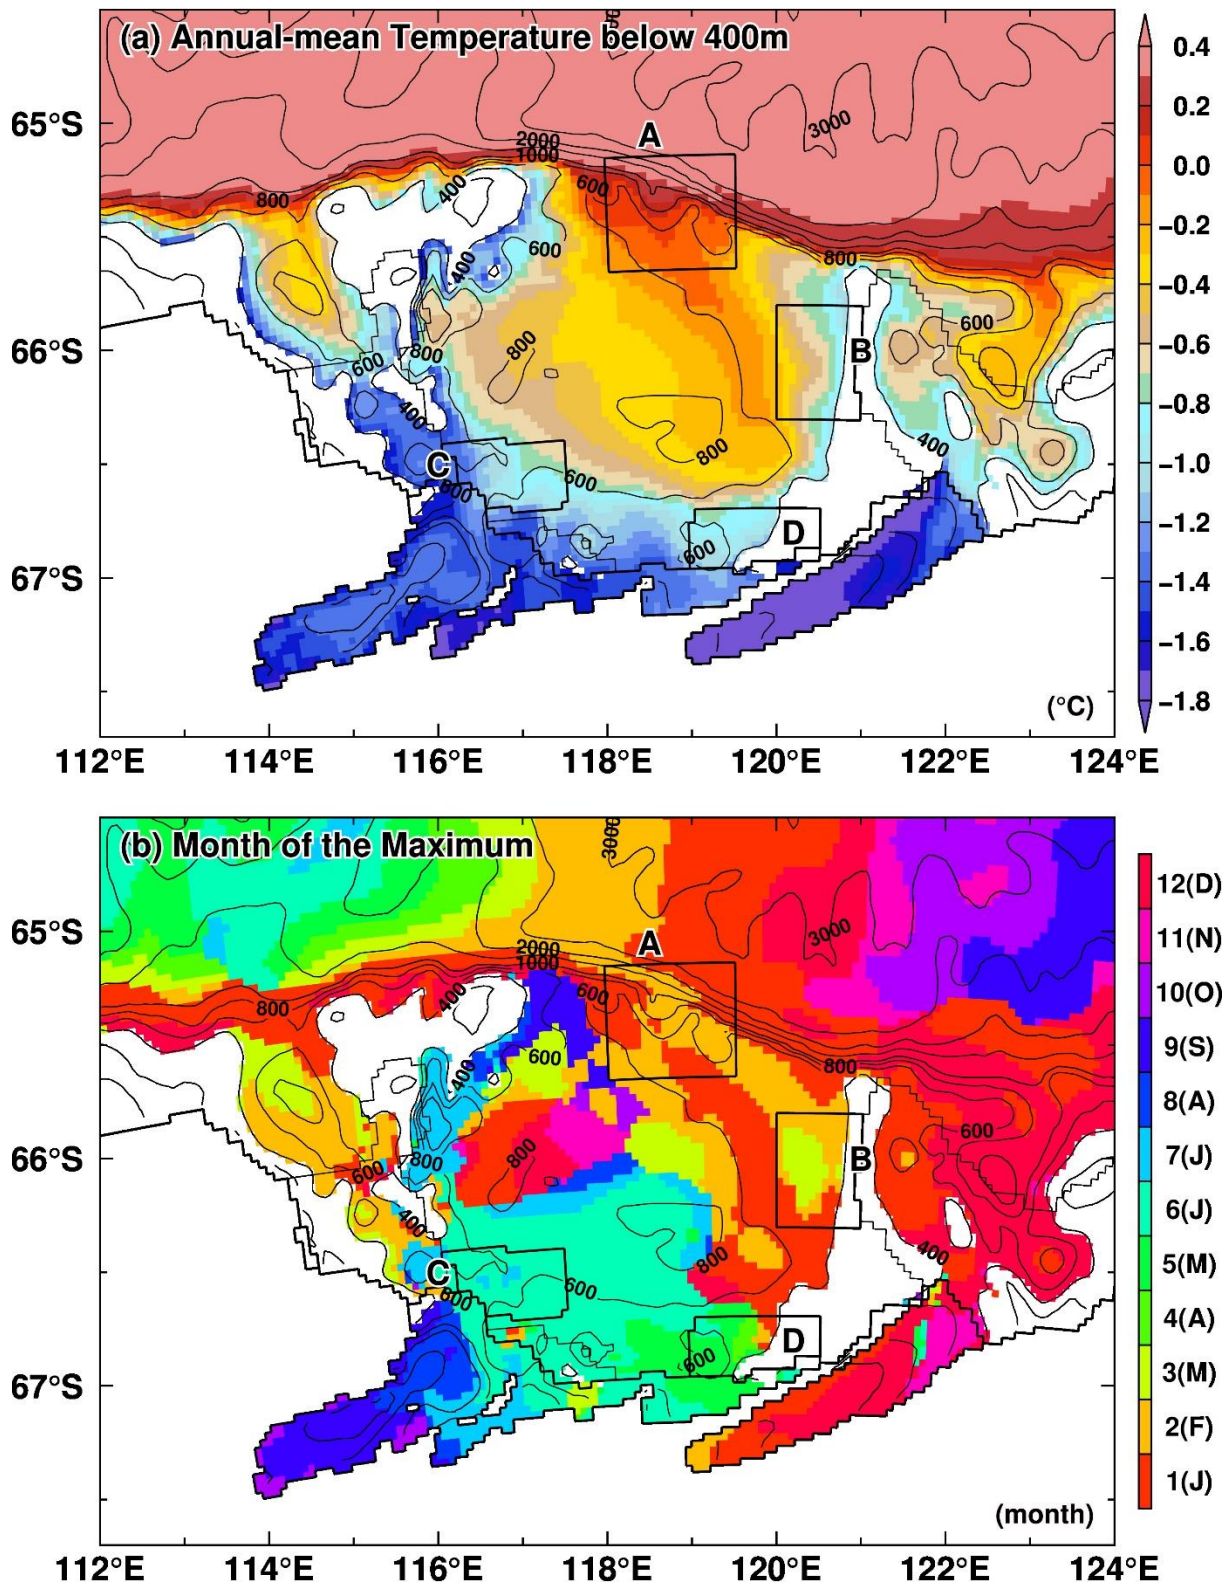 (a) Annual-mean Temperature below 400m
600
3000
65°S
2000
1000
A
600
400
800
600
400
800
66°S
800
B
600
800
600
400
800
400
C
800
600
D
600
67°S
(°C)
112°E 114°E 116°E 118°E 120°E 122°E 124°E
0.4
0.2
0.0
−0.2
−0.4
−0.6
−0.8
−1.0
−1.2
−1.4
−1.6
−1.8
(b) Month of the Maximum
3000
3000
65°S
2000
1000
A
600
400
800
600
400
800
66°S
800
B
600
800
600
400
800
400
C
600
600
D
600
67°S
(month)
112°E 114°E 116°E 118°E 120°E 122°E 124°E
12(D)
11(N)
10(O)
9(S)
8(A)
7(J)
6(J)
5(M)
4(A)
3(M)
2(F)
1(J)